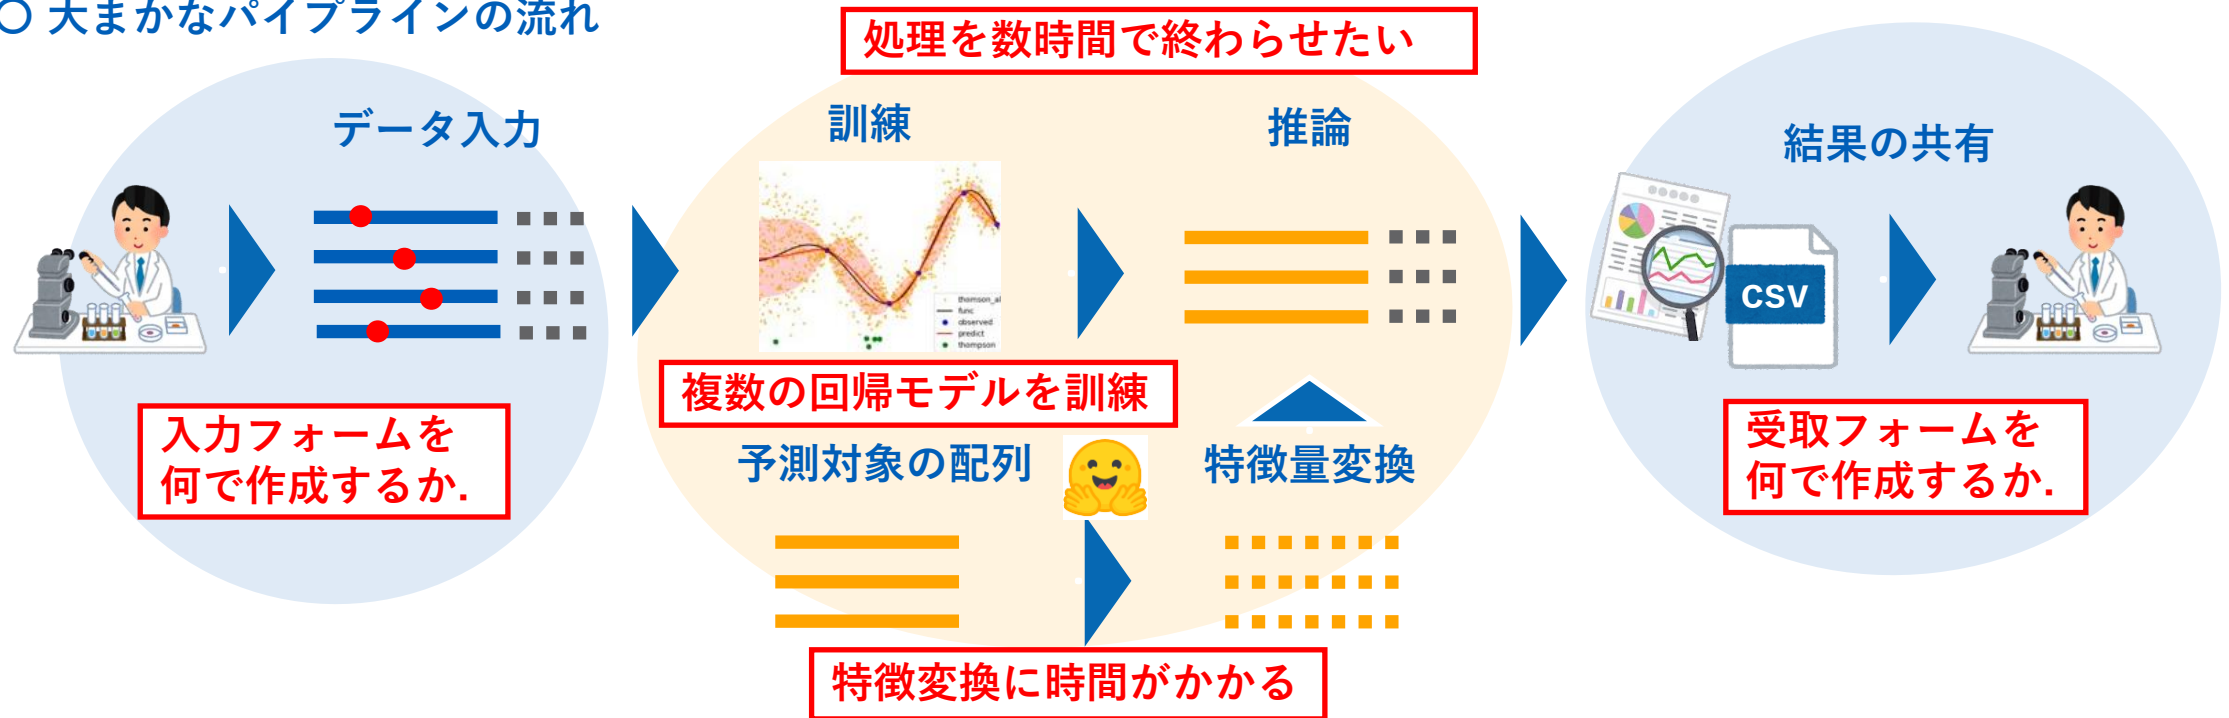 〇 大まかなパイプラインの流れ
処理を数時間で終わらせたい
データ入力
訓練
推論
結果の共有
func
observed
predict
thompson
CSV
複数の回帰モデルを訓練
入力フォームを
何で作成するか.
受取フォームを
何で作成するか.
予測対象の配列
特徴量変換
特徴変換に時間がかかる